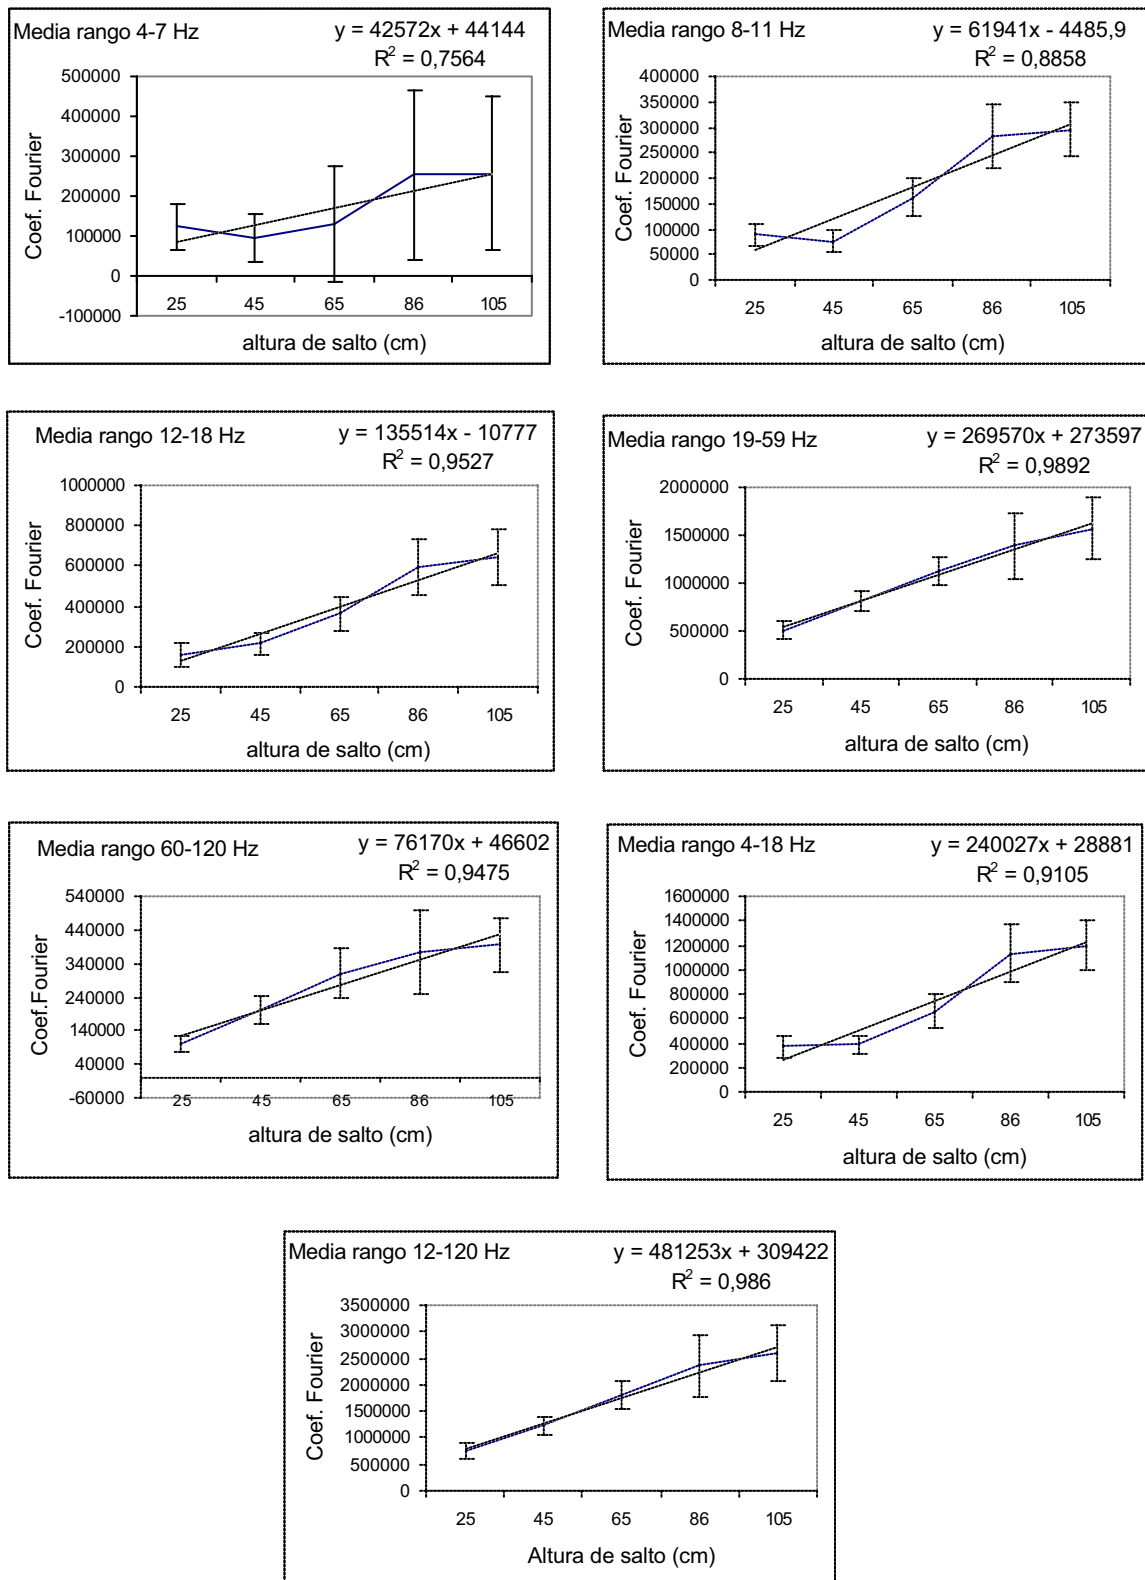 Media rango 4-7 Hz
y = 42572x + 44144
R² = 0,7564
500000
400000
300000
200000
100000
0
-100000
Coef. Fourier
25 45 65 86 105
altura de salto (cm)
Media rango 8-11 Hz
y = 61941x - 4485,9
R² = 0,8858
400000
350000
300000
250000
200000
150000
100000
50000
0
Coef. Fourier
25 45 65 86 105
altura de salto (cm)
Media rango 12-18 Hz
y = 135514x - 10777
R² = 0,9527
1000000
800000
600000
400000
200000
0
Coef. Fourier
25 45 65 86 105
altura de salto (cm)
Media rango 19-59 Hz
y = 269570x + 273597
R² = 0,9892
2000000
1500000
1000000
500000
0
Coef. Fourier
25 45 65 86 105
altura de salto (cm)
Media rango 60-120 Hz
y = 76170x + 46602
R² = 0,9475
540000
440000
340000
240000
140000
40000
-60000
Coef.Fourier
25 45 65 86 105
altura de salto (cm)
Media rango 4-18 Hz
y = 240027x + 28881
R² = 0,9105
1600000
1400000
1200000
1000000
800000
600000
400000
200000
0
Coef. Fourier
25 45 65 86 105
altura de salto (cm)
Media rango 12-120 Hz
y = 481253x + 309422
R² = 0,986
3500000
3000000
2500000
2000000
1500000
1000000
500000
0
Coef. Fourier
25 45 65 86 105
Altura de salto (cm)